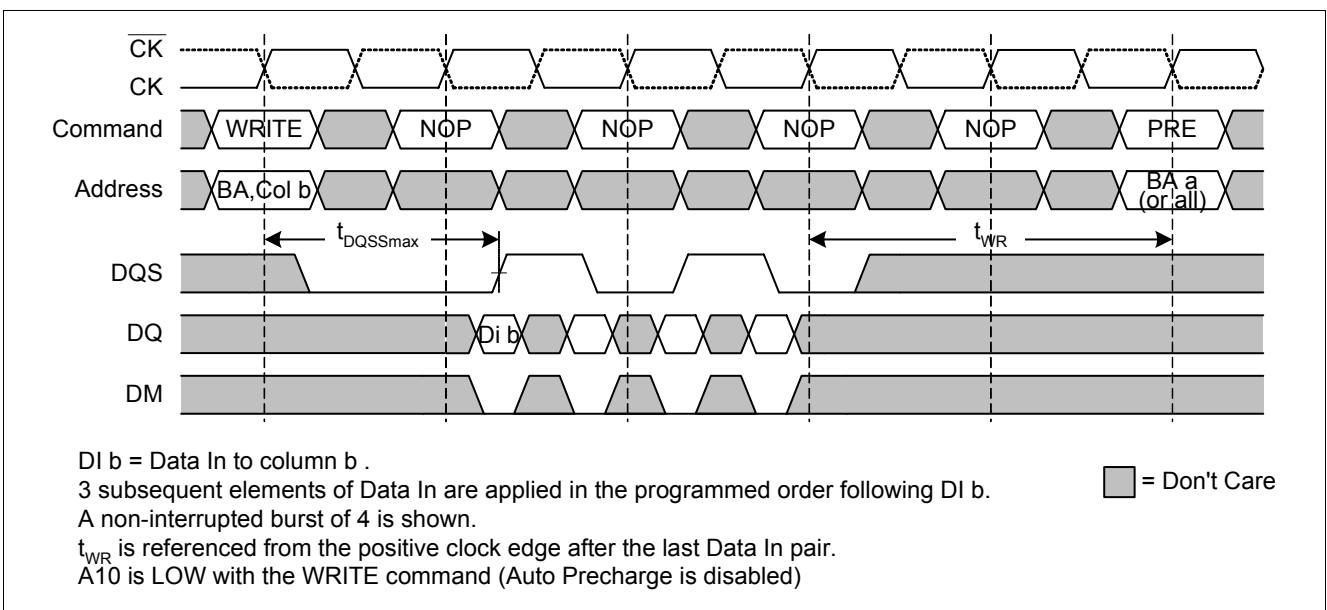 CK
CK
Command WRITE NOP NOP NOP NOP PRE
Address BA,Col b BA a
(or all)
tDQSSmax tWR
DQS
DQ Di b
DM
DI b = Data In to column b .
3 subsequent elements of Data In are applied in the programmed order following DI b.
= Don't Care
A non-interrupted burst of 4 is shown.
tWR is referenced from the positive clock edge after the last Data In pair.
A10 is LOW with the WRITE command (Auto Precharge is disabled)